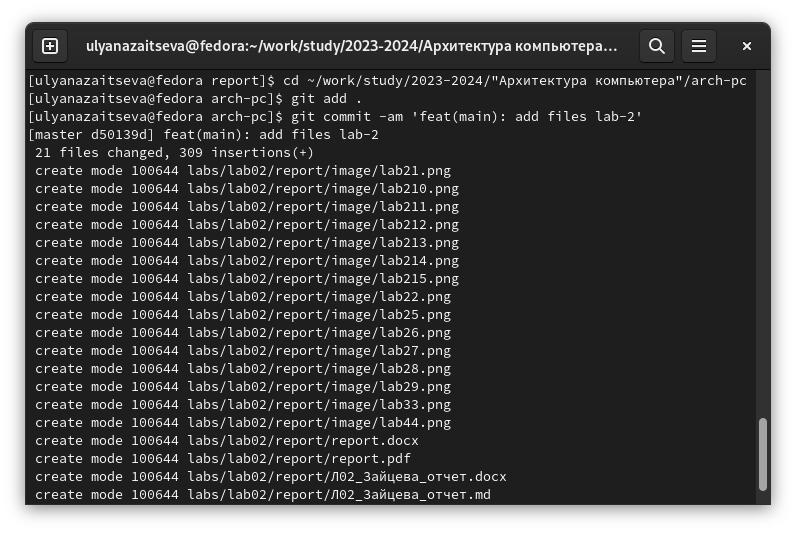 ulyanazaitseva@fedora:~/work/study/2023-2024/Архитектура компьютера...
[ulyanazaitseva@fedora report]$ cd ~/work/study/2023-2024/"Архитектура компьютера"/arch-pc
[ulyanazaitseva@fedora arch-pc]$ git add .
[ulyanazaitseva@fedora arch-pc]$ git commit -am 'feat(main): add files lab-2'
[master d50139d] feat(main): add files lab-2
 21 files changed, 309 insertions(+)
 create mode 100644 labs/lab02/report/image/lab21.png
 create mode 100644 labs/lab02/report/image/lab210.png
 create mode 100644 labs/lab02/report/image/lab211.png
 create mode 100644 labs/lab02/report/image/lab212.png
 create mode 100644 labs/lab02/report/image/lab213.png
 create mode 100644 labs/lab02/report/image/lab214.png
 create mode 100644 labs/lab02/report/image/lab215.png
 create mode 100644 labs/lab02/report/image/lab22.png
 create mode 100644 labs/lab02/report/image/lab25.png
 create mode 100644 labs/lab02/report/image/lab26.png
 create mode 100644 labs/lab02/report/image/lab27.png
 create mode 100644 labs/lab02/report/image/lab28.png
 create mode 100644 labs/lab02/report/image/lab29.png
 create mode 100644 labs/lab02/report/image/lab33.png
 create mode 100644 labs/lab02/report/image/lab44.png
 create mode 100644 labs/lab02/report/report.docx
 create mode 100644 labs/lab02/report/report.pdf
 create mode 100644 labs/lab02/report/Л02_Зайцева_отчет.docx
 create mode 100644 labs/lab02/report/Л02_Зайцева_отчет.md